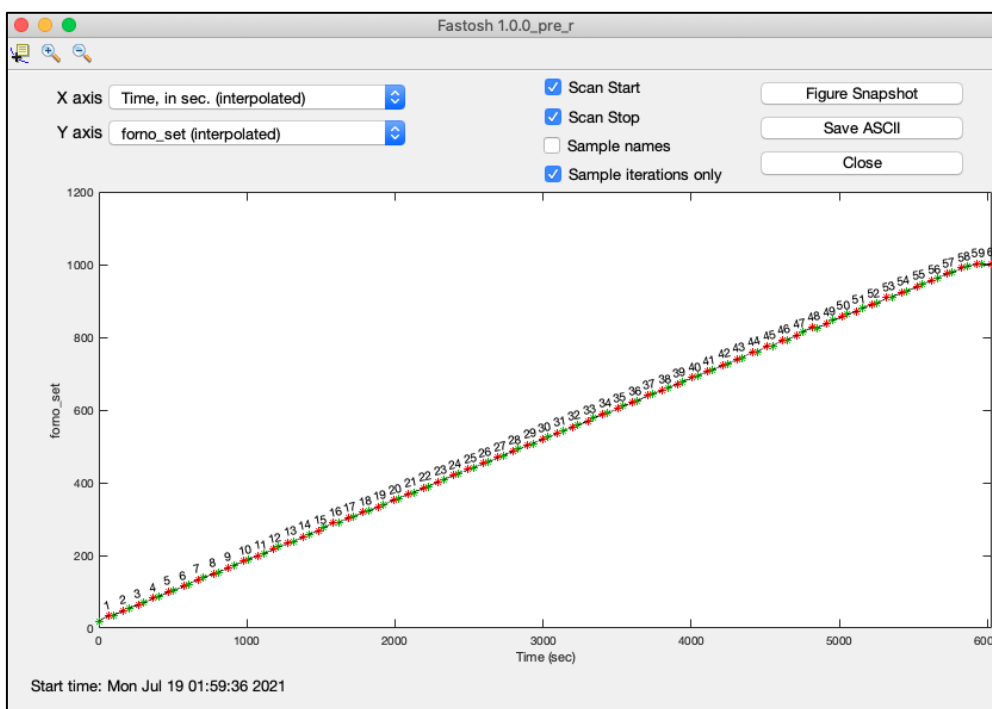 Fastosh 1.0.0_pre_r
X axis Time, in sec. (interpolated)
Y axis forno_set (interpolated)
Scan Start
Scan Stop
Sample names
Sample iterations only
Figure Snapshot
Save ASCII
Close
1200
1000
800
600
400
200
0
forno_set
1 2 3 4 5 6 7 8 9 10 11 12 13 14 15 16 17 18 19 20 21 22 23 24 25 26 27 28 29 30 31 32 33 34 35 36 37 38 39 40 41 42 43 44 45 46 47 48 49 50 51 52 53 54 55 56 57 58 59 6
0 1000 2000 3000 4000 5000 600
Time (sec)
Start time: Mon Jul 19 01:59:36 2021